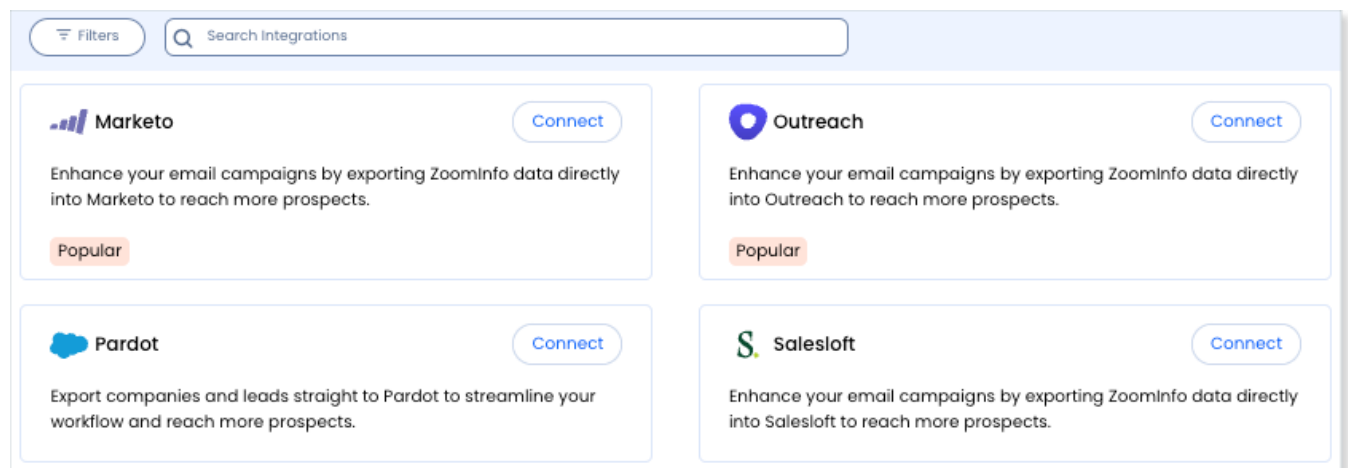 Filters
Search Integrations
Marketo
Connect
Enhance your email campaigns by exporting ZoomInfo data directly
into Marketo to reach more prospects.
Popular
Outreach
Connect
Enhance your email campaigns by exporting ZoomInfo data directly
into Outreach to reach more prospects.
Popular
Pardot
Connect
Export companies and leads straight to Pardot to streamline your
workflow and reach more prospects.
S.
Salesloft
Connect
Enhance your email campaigns by exporting ZoomInfo data directly
into Salesloft to reach more prospects.